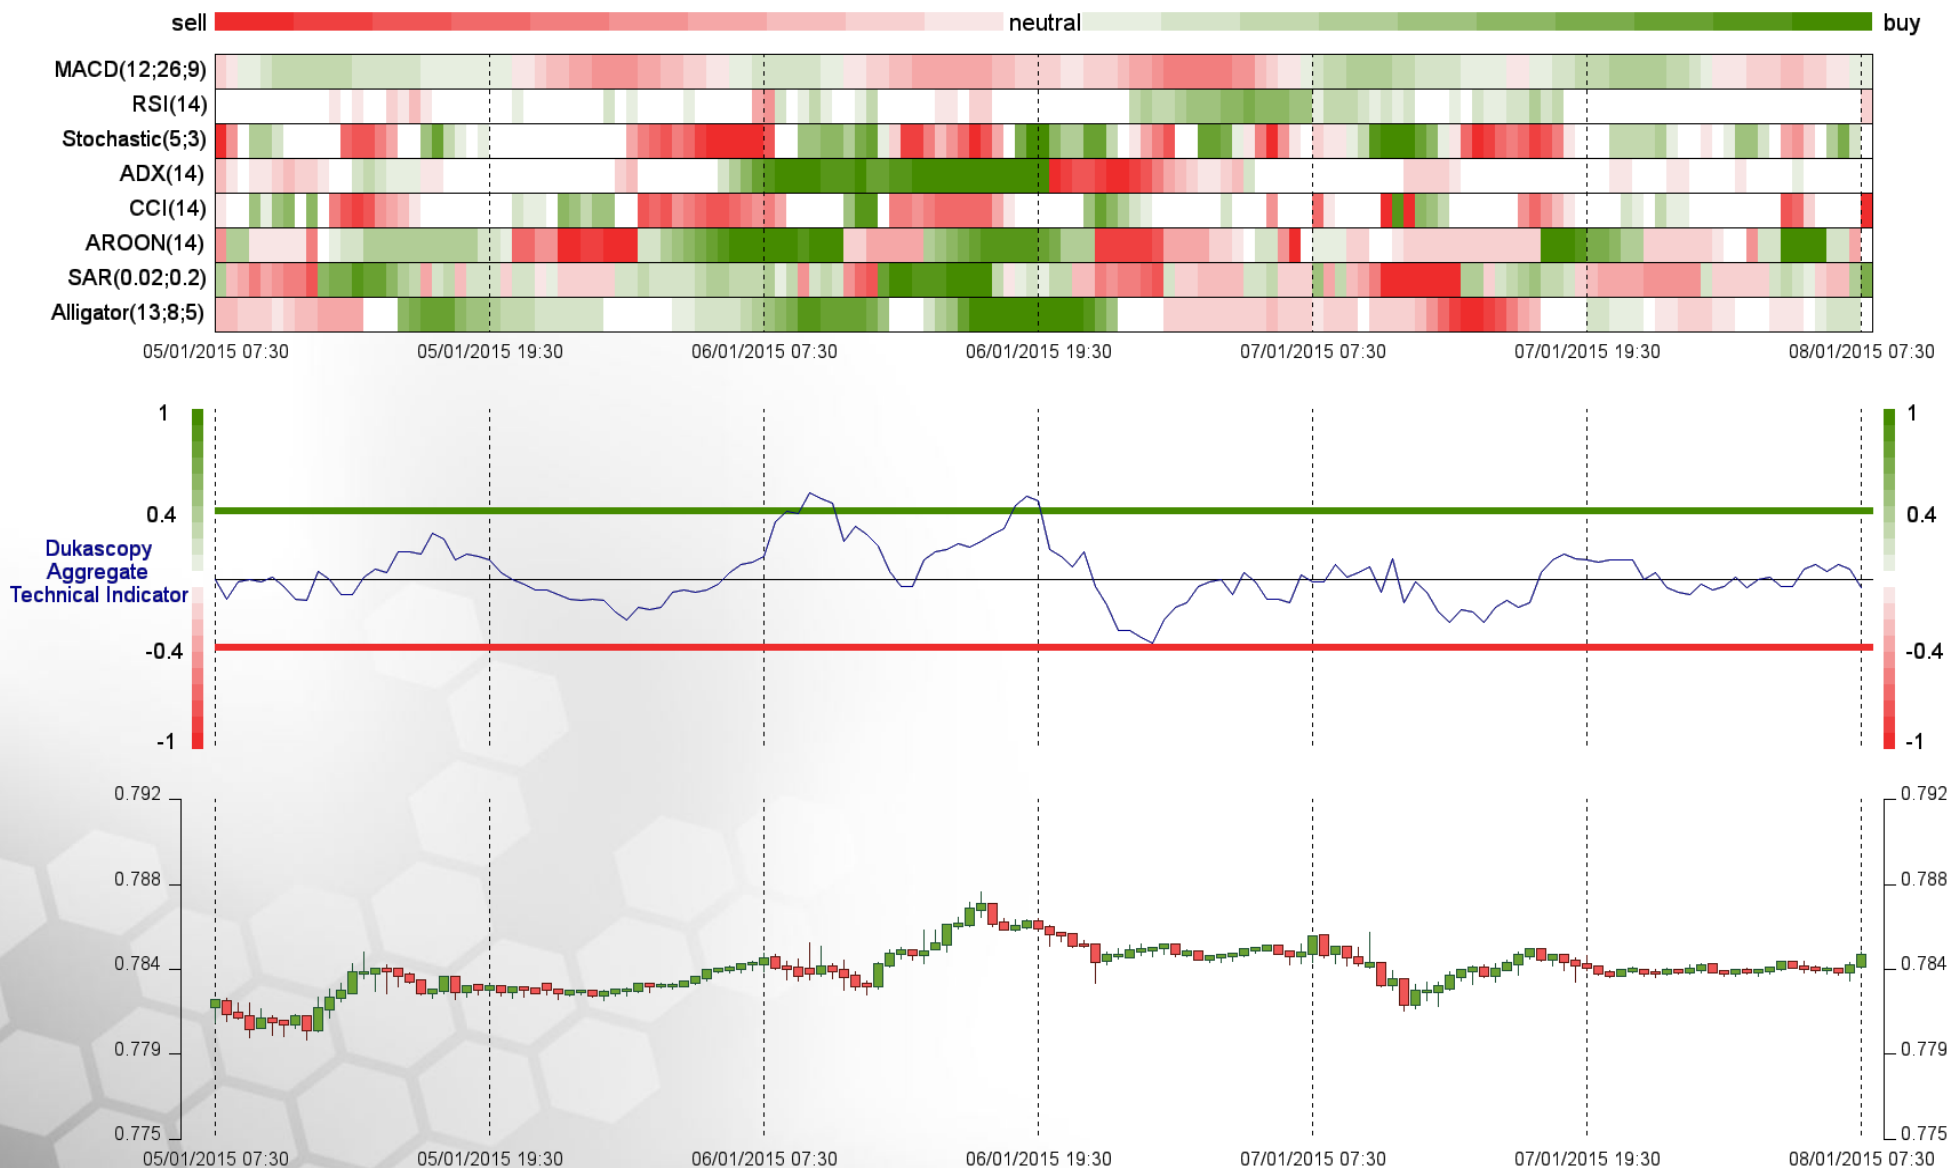 sell neutral buy
MACD(12;26;9)
RSI(14)
Stochastic(5;3)
ADX(14)
CCI(14)
AROON(14)
SAR(0.02;0.2)
Alligator(13;8;5)
05/01/2015 07:30 05/01/2015 19:30 06/01/2015 07:30 06/01/2015 19:30 07/01/2015 07:30 07/01/2015 19:30 08/01/2015 07:30
1 1
0.4 0.4
Dukascopy
Aggregate
Technical Indicator
-0.4 -0.4
-1 -1
0.792 0.792
0.788 0.788
0.784 0.784
0.779 0.779
0.775 0.775
05/01/2015 07:30 05/01/2015 19:30 06/01/2015 07:30 06/01/2015 19:30 07/01/2015 07:30 07/01/2015 19:30 08/01/2015 07:30